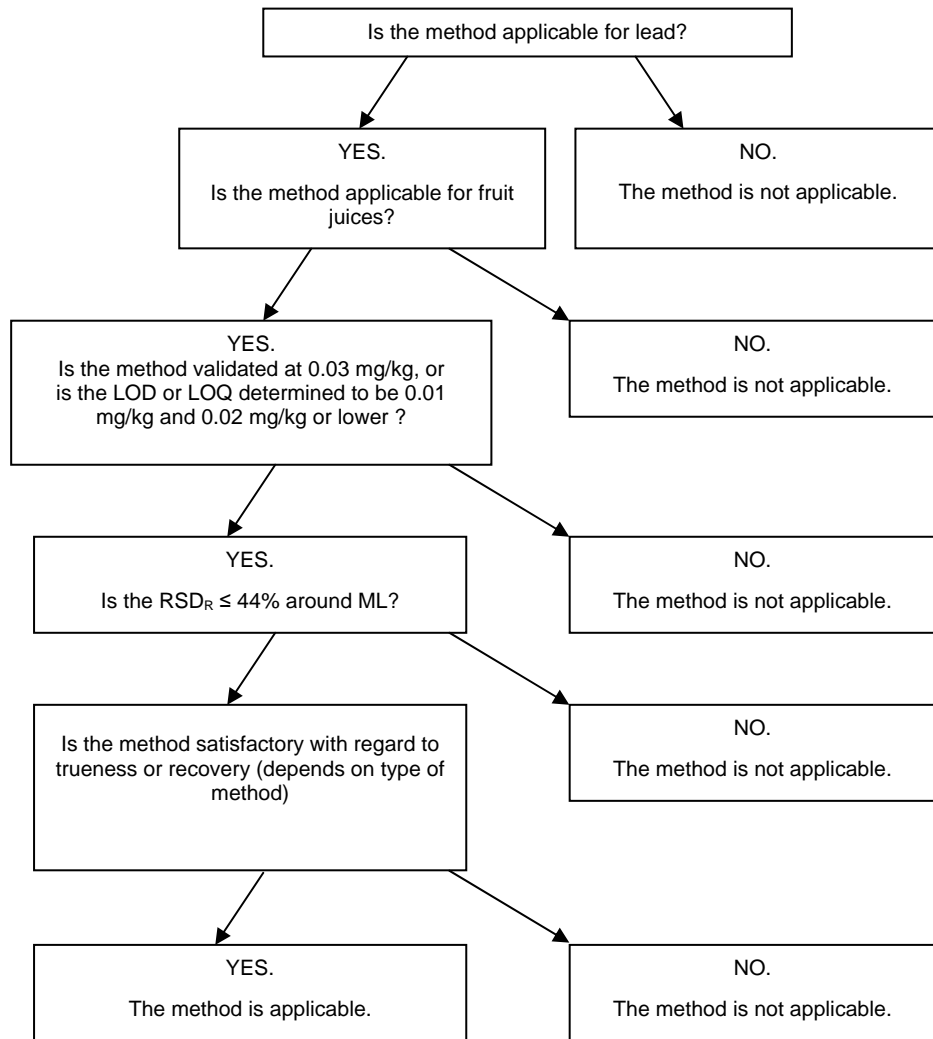 Is the method applicable for lead?
YES.
Is the method applicable for fruit
juices?
NO.
The method is not applicable.
YES.
Is the method validated at 0.03 mg/kg, or
is the LOD or LOQ determined to be 0.01
mg/kg and 0.02 mg/kg or lower ?
NO.
The method is not applicable.
YES.
Is the RSDR ≤ 44% around ML?
NO.
The method is not applicable.
Is the method satisfactory with regard to
trueness or recovery (depends on type of
method)
NO.
The method is not applicable.
YES.
The method is applicable.
NO.
The method is not applicable.